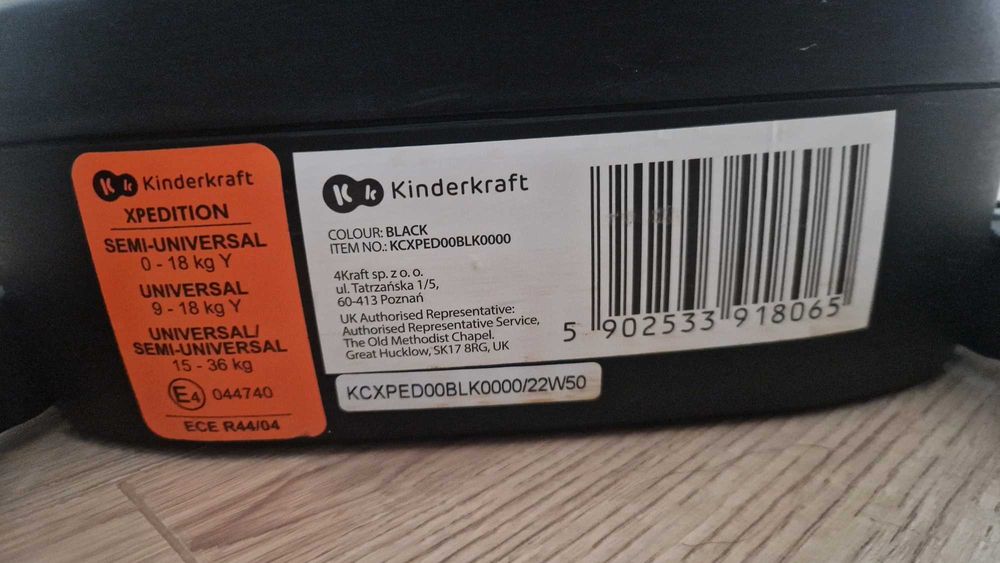 Kk Kinderkraft
XPEDITION
SEMI-UNIVERSAL
0 - 18 kg Y
UNIVERSAL
9 - 18 kg Y
UNIVERSAL/
SEMI-UNIVERSAL
15 - 36 kg
E4 044740
ECE R44/04
Kk Kinderkraft
COLOUR: BLACK
ITEM NO.: KCXPED00BLK0000
4Kraft sp. z o. o.
ul. Tatrzańska 1/5,
60-413 Poznań
UK Authorised Representative:
Authorised Representative Service,
The Old Methodist Chapel.
Great Hucklow, SK17 8RG, UK
5 902533 918065
KCXPED00BLK0000/22W50